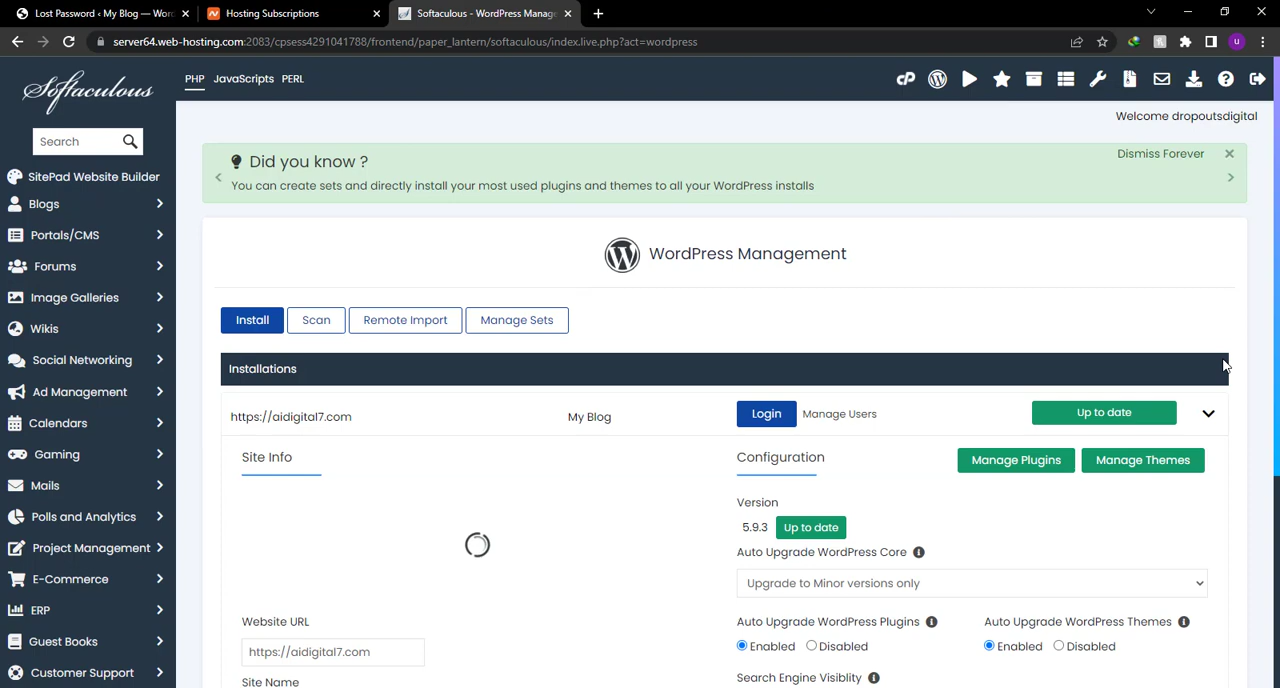 Lost Password ‹ My Blog — Wor
Hosting Subscriptions
Softaculous - WordPress Manag
server64.web-hosting.com:2083/cpsess4291041788/frontend/paper_lantern/softaculous/index.live.php?act=wordpress
u
Softaculous
PHP JavaScripts PERL
Welcome dropoutsdigital
Search
Did you know ?
Dismiss Forever
You can create sets and directly install your most used plugins and themes to all your WordPress installs
SitePad Website Builder
Blogs
Portals/CMS
Forums
Image Galleries
Wikis
Social Networking
Ad Management
Calendars
Gaming
Mails
Polls and Analytics
Project Management
E-Commerce
ERP
Guest Books
Customer Support
WordPress Management
Install Scan Remote Import Manage Sets
Installations
https://aidigital7.com My Blog Login Manage Users Up to date
Site Info
Configuration Manage Plugins Manage Themes
Version
5.9.3 Up to date
Auto Upgrade WordPress Core
Upgrade to Minor versions only
Website URL
https://aidigital7.com
Site Name
Auto Upgrade WordPress Plugins Auto Upgrade WordPress Themes
Enabled Disabled Enabled Disabled
Search Engine Visiblity